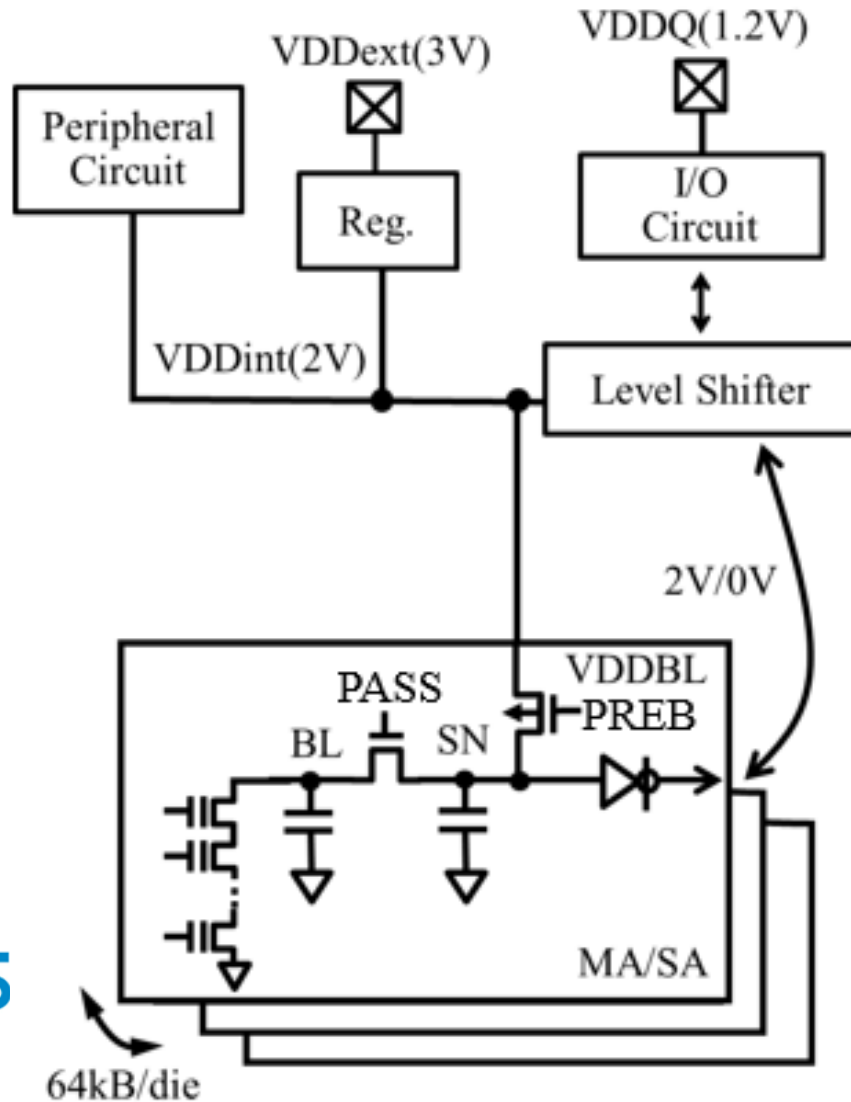 VDDQ(1.2V)
VDDext(3V)
Peripheral
Circuit
Reg.
I/O
Circuit
VDDint(2V)
Level Shifter
2V/0V
VDDBL
PASS
PREB
BL
SN
MA/SA
5
64kB/die